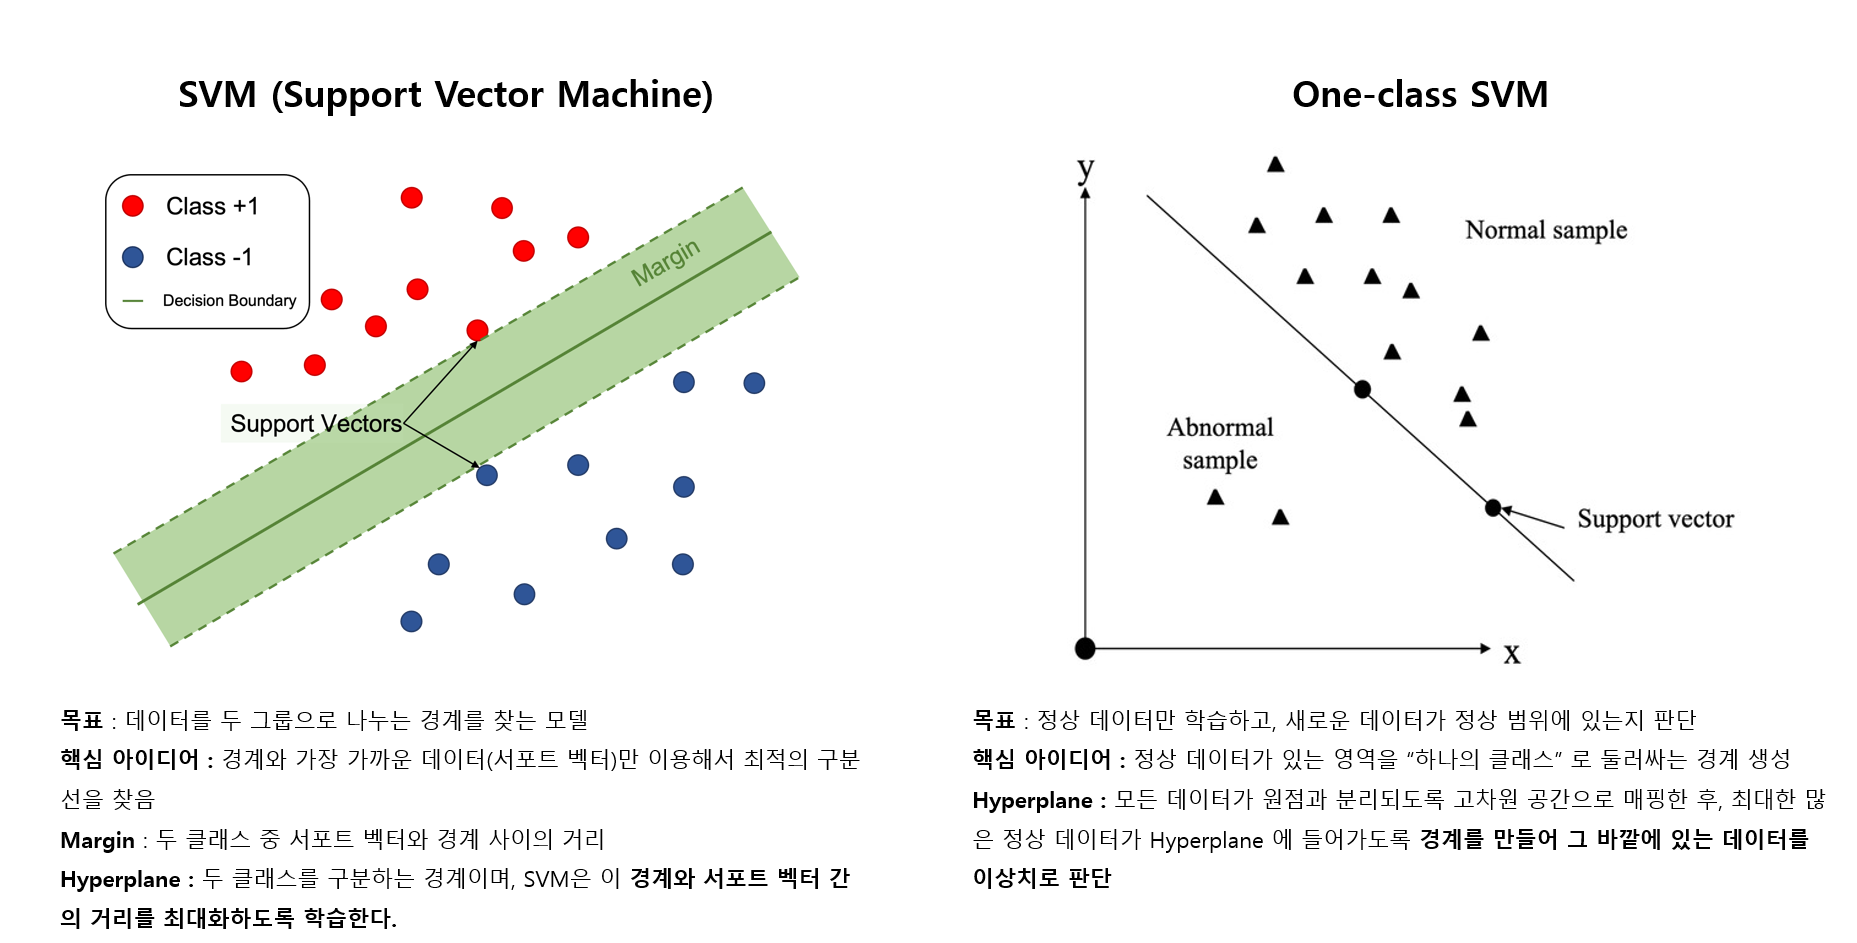 SVM (Support Vector Machine)
Class +1
Class -1
Decision Boundary
Margin
Support Vectors
목표 : 데이터를 두 그룹으로 나누는 경계를 찾는 모델
핵심 아이디어 : 경계와 가장 가까운 데이터(서포트 벡터)만 이용해서 최적의 구분
선을 찾음
Margin : 두 클래스 중 서포트 벡터와 경계 사이의 거리
Hyperplane : 두 클래스를 구분하는 경계이며, SVM은 이 경계와 서포트 벡터 간
의 거리를 최대화하도록 학습한다.
One-class SVM
y
Normal sample
Abnormal
sample
Support vector
x
목표 : 정상 데이터만 학습하고, 새로운 데이터가 정상 범위에 있는지 판단
핵심 아이디어 : 정상 데이터가 있는 영역을 “하나의 클래스” 로 둘러싸는 경계 생성
Hyperplane : 모든 데이터가 원점과 분리되도록 고차원 공간으로 매핑한 후, 최대한 많
은 정상 데이터가 Hyperplane 에 들어가도록 경계를 만들어 그 바깥에 있는 데이터를
이상치로 판단